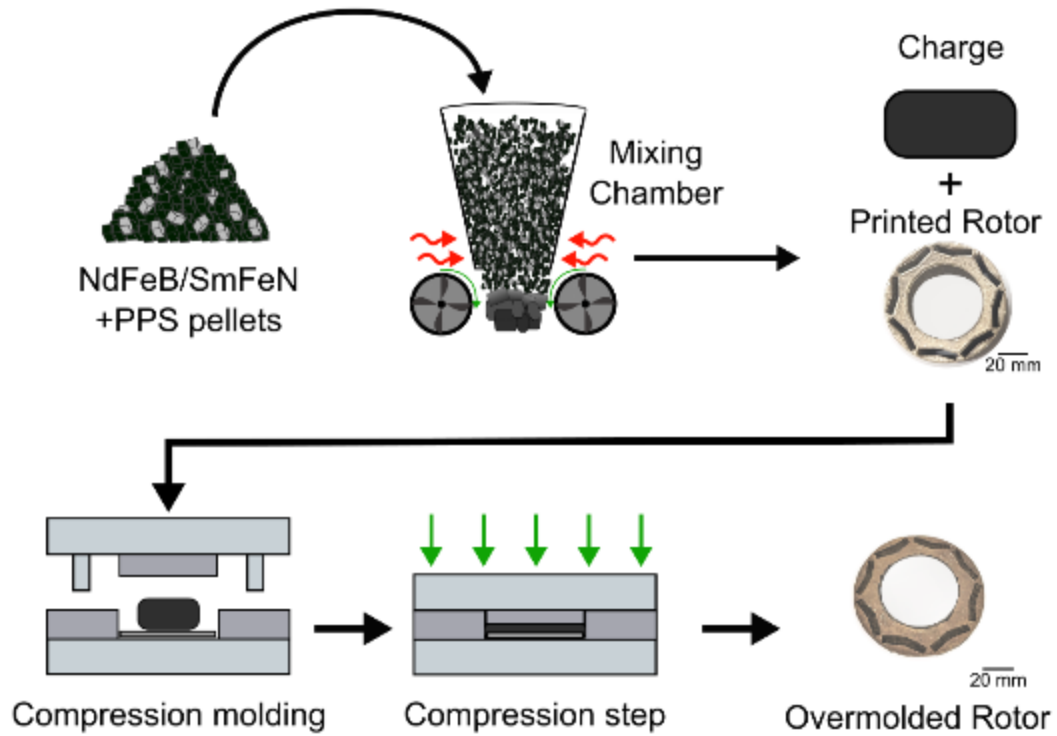 NdFeB/SmFeN
+PPS pellets
Mixing
Chamber
Charge
+
Printed Rotor
20 mm
Compression molding
Compression step
20 mm
Overmolded Rotor